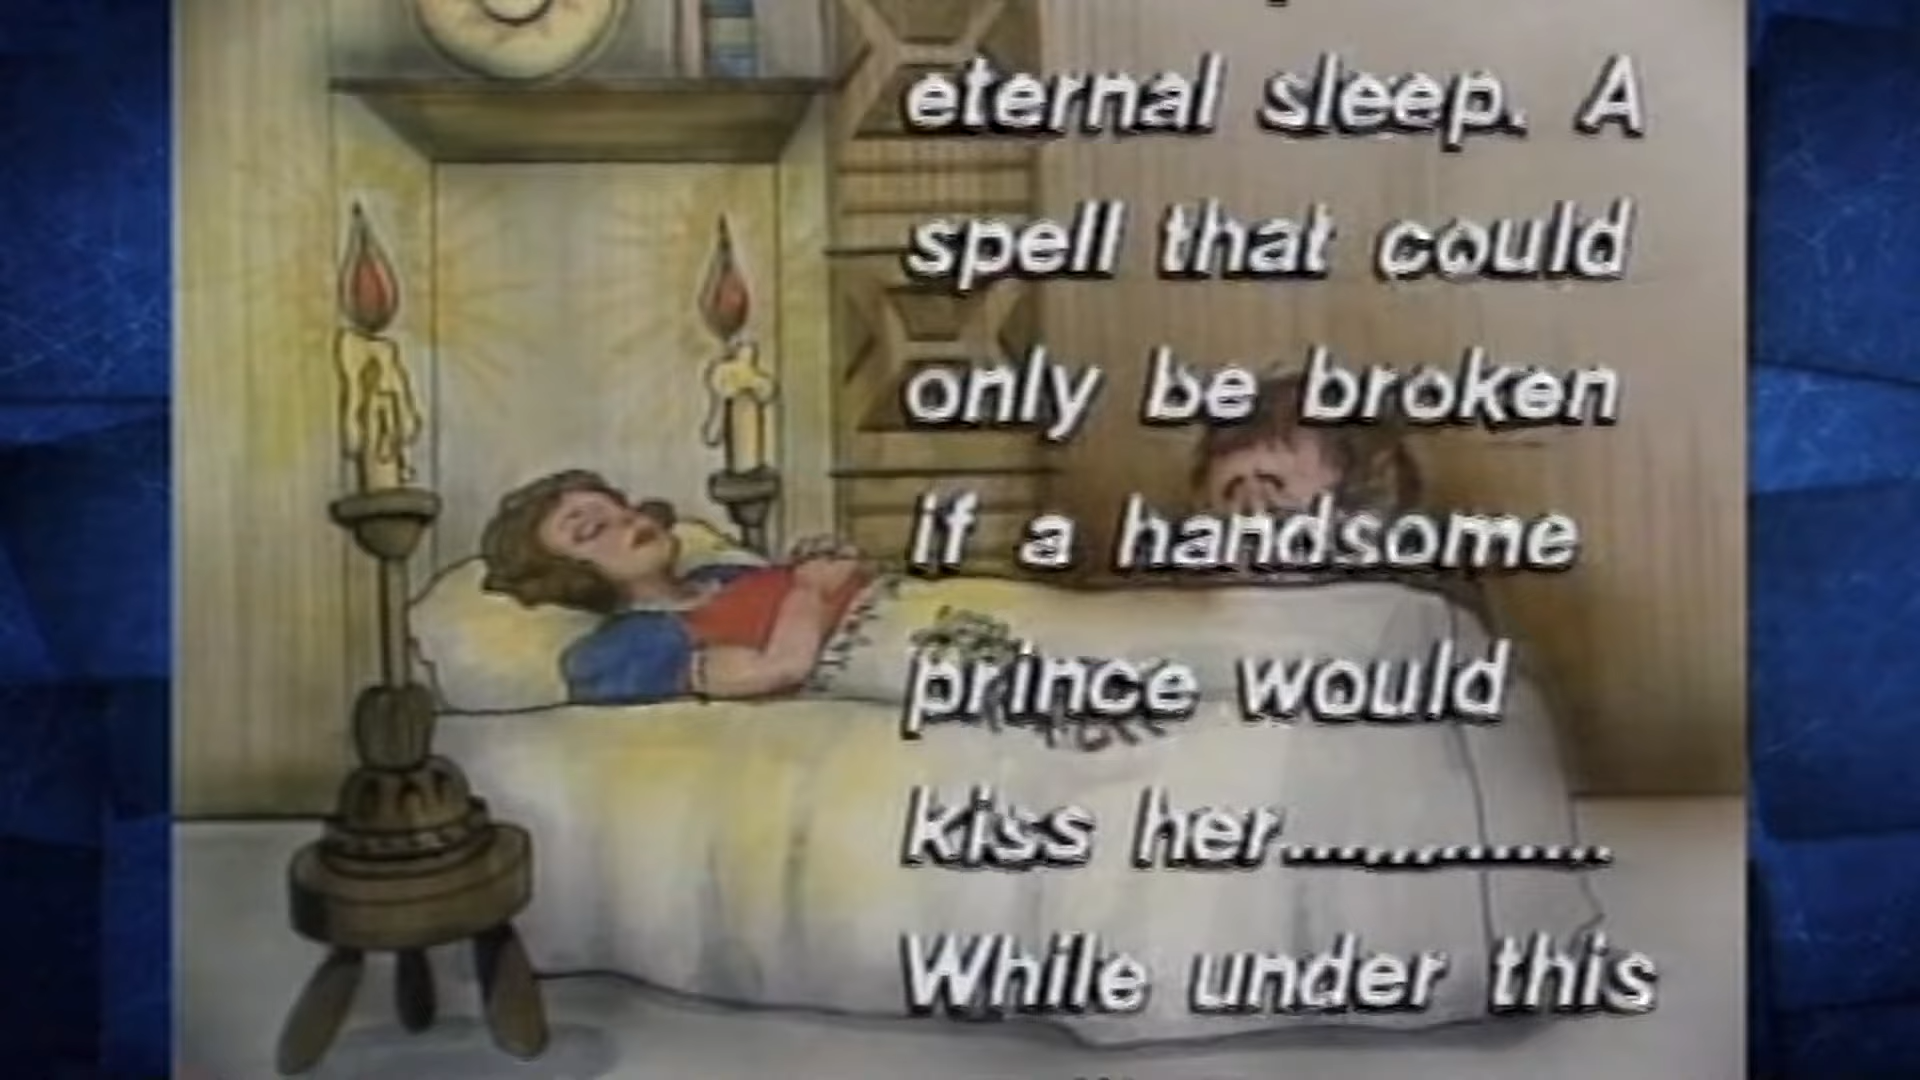 eternal sleep. A
spell that could
only be broken
if a handsome
prince would
kiss her...............
While under this